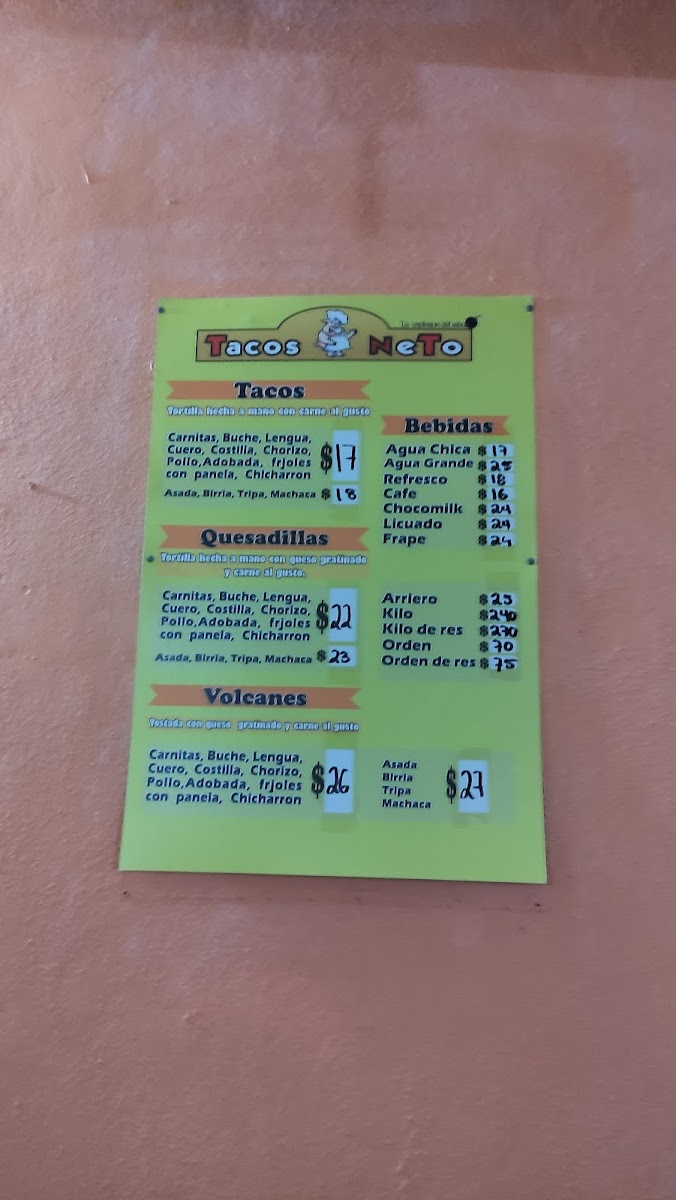 La explosion del sabor
Tacos NeTo
Tacos
Tortilla hecha a mano con carne al gusto
Carnitas, Buche, Lengua,
Cuero, Costilla, Chorizo,
Pollo,Adobada, frjoles
con panela, Chicharron
$17
Asada, Birria, Tripa, Machaca $ 18
Quesadillas
Tortilla hecha a mano con queso gratinado
y carne al gusto.
Carnitas, Buche, Lengua,
Cuero, Costilla, Chorizo,
Pollo,Adobada, frjoles
con panela, Chicharron
$22
Asada, Birria, Tripa, Machaca $ 23
Volcanes
Tostada con queso gratinado y carne al gusto
Carnitas, Buche, Lengua,
Cuero, Costilla, Chorizo,
Pollo,Adobada, frjoles
con panela, Chicharron
$26
Bebidas
Agua Chica $ 17
Agua Grande $ 25
Refresco $ 18
Cafe $ 16
Chocomilk $ 24
Licuado $ 24
Frape $ 24
Arriero $ 25
Kilo $ 240
Kilo de res $ 270
Orden $ 70
Orden de res $ 75
Asada
Birria
Tripa
Machaca
$27